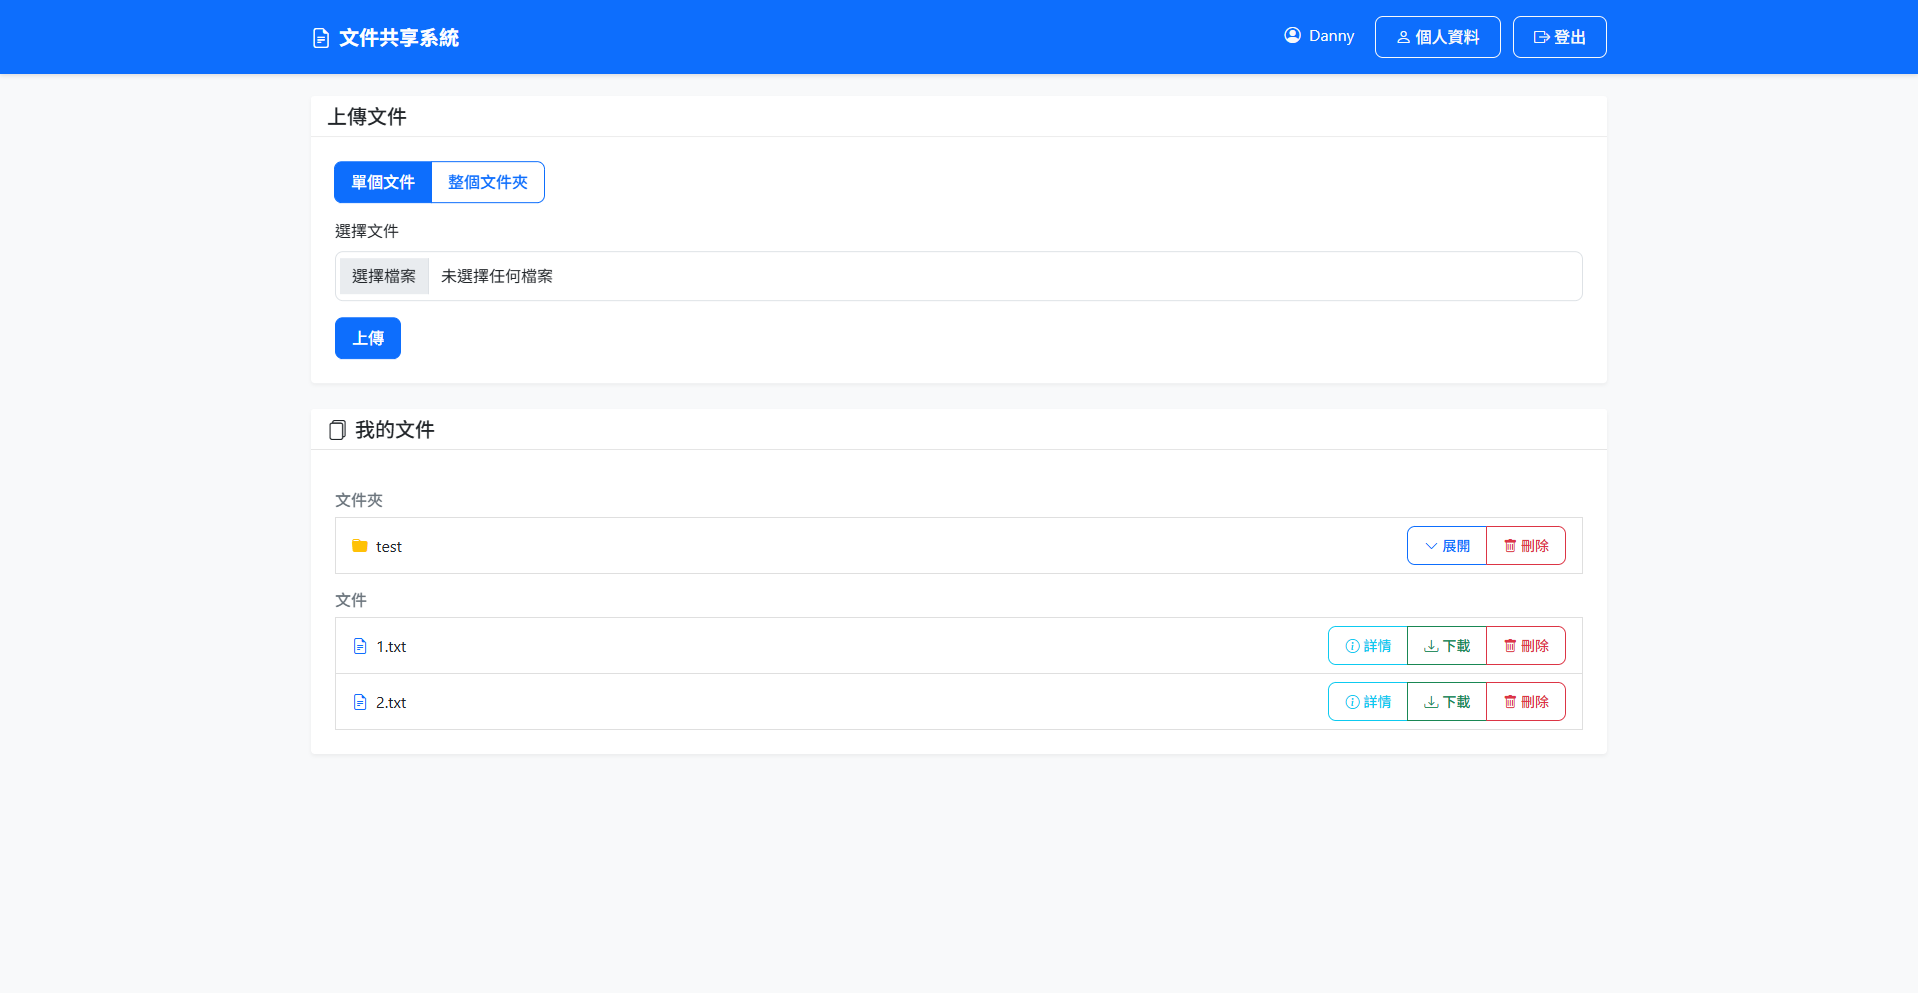 文件共享系統
Danny 個人資料 登出
上傳文件
單個文件 整個文件夾
選擇文件
選擇檔案 未選擇任何檔案
上傳
我的文件
文件夾
test 展開 刪除
文件
1.txt 詳情 下載 刪除
2.txt 詳情 下載 刪除